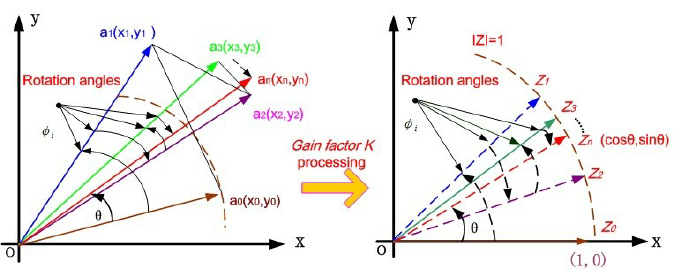 y
a1(x1,y1)
a3(x3,y3)
an(xn,yn)
a2(x2,y2)
Rotation angles
ϕi
θ
a0(x0,y0)
O
x
Gain factor K
processing
y
|Z|=1
Rotation angles
Z1
Z3
Zn (cosθ,sinθ)
ϕi
Z2
θ
Z0
O
x
(1, 0)